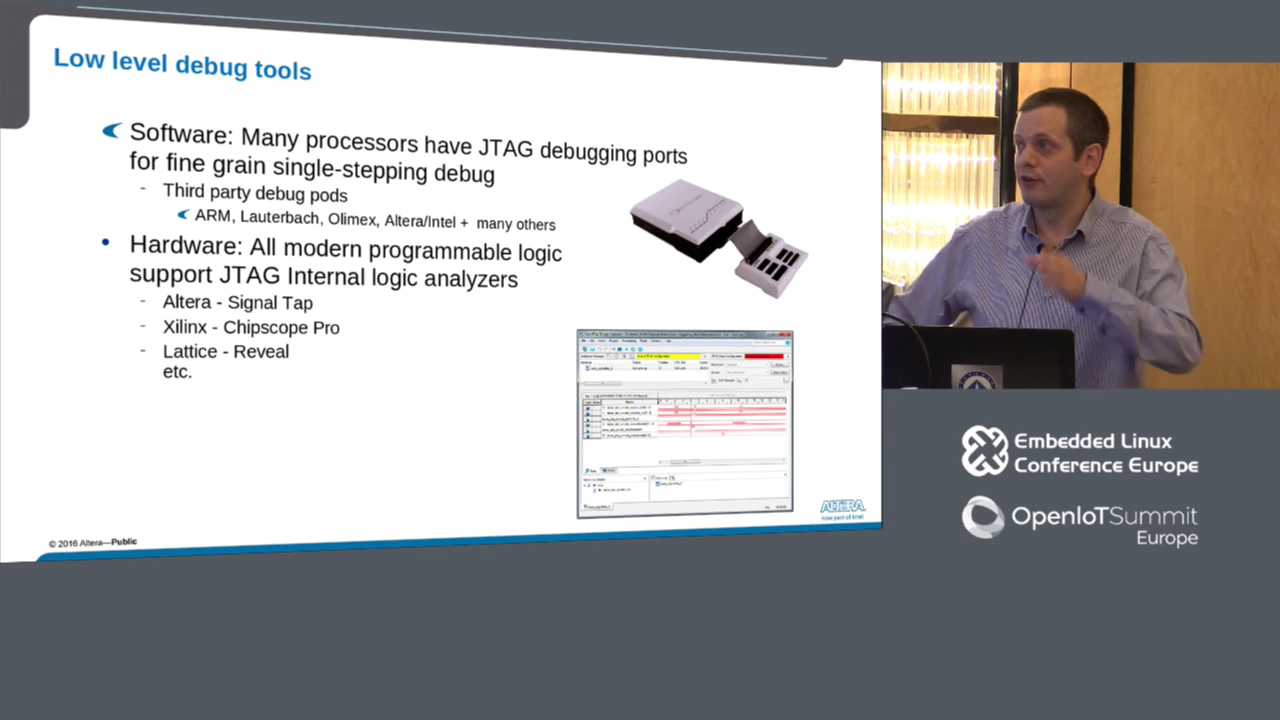 Low level debug tools
Software: Many processors have JTAG debugging ports
for fine grain single-stepping debug
- Third party debug pods
ARM, Lauterbach, Olimex, Altera/Intel + many others
• Hardware: All modern programmable logic
support JTAG Internal logic analyzers
- Altera - Signal Tap
- Xilinx - Chipscope Pro
- Lattice - Reveal
etc.
ALTERA
now part of Intel
© 2016 Altera—Public
Embedded Linux
Conference Europe
OpenIoTSummit
Europe